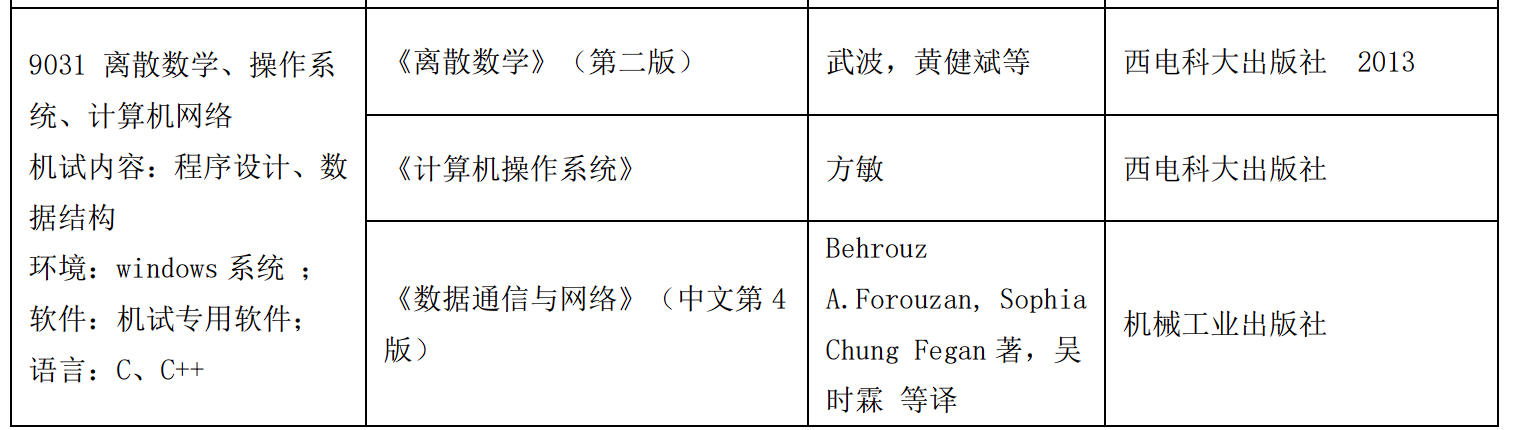 9031 离散数学、操作系
统、计算机网络
机试内容：程序设计、数
据结构
环境：windows 系统 ；
软件：机试专用软件；
语言：C、C++
《离散数学》（第二版）
武波，黄健斌等
西电科大出版社 2013
《计算机操作系统》
方敏
西电科大出版社
《数据通信与网络》（中文第 4
版）
Behrouz
A.Forouzan, Sophia
Chung Fegan 著，吴
时霖 等译
机械工业出版社